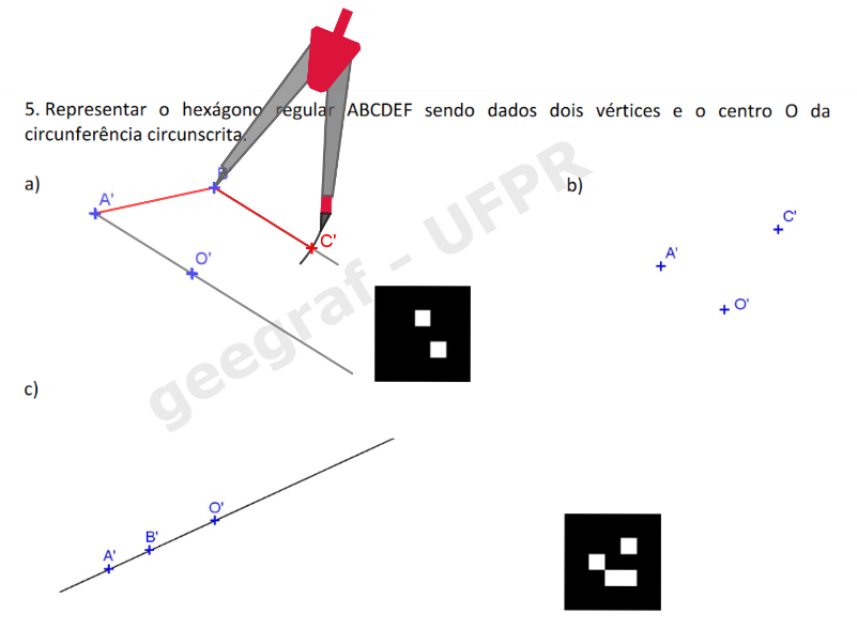 5. Representar o hexágono regular ABCDEF sendo dados dois vértices e o centro O da
circunferência circunscrita.
a)
b)
B
A'
C'
C'
O'
A'
O'
geegraf - UFPR
c)
O'
B'
A'